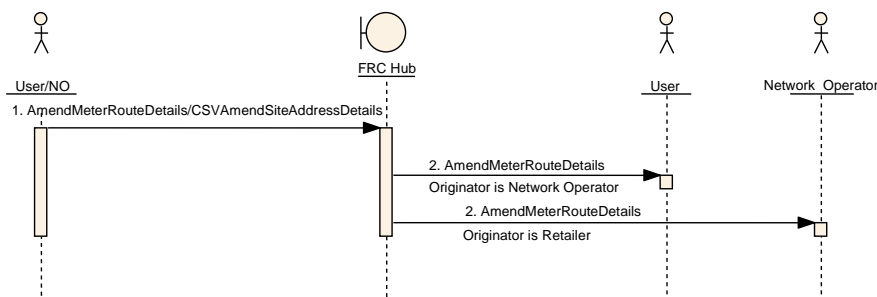 User/NO
FRC Hub
User
Network Operator
1. AmendMeterRouteDetails/CSVAmendSiteAddressDetails
2. AmendMeterRouteDetails
Originator is Network Operator
2. AmendMeterRouteDetails
Originator is Retailer